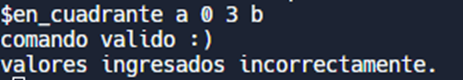 $en_cuadrante a 0 3 b
comando valido :)
valores ingresados incorrectamente.